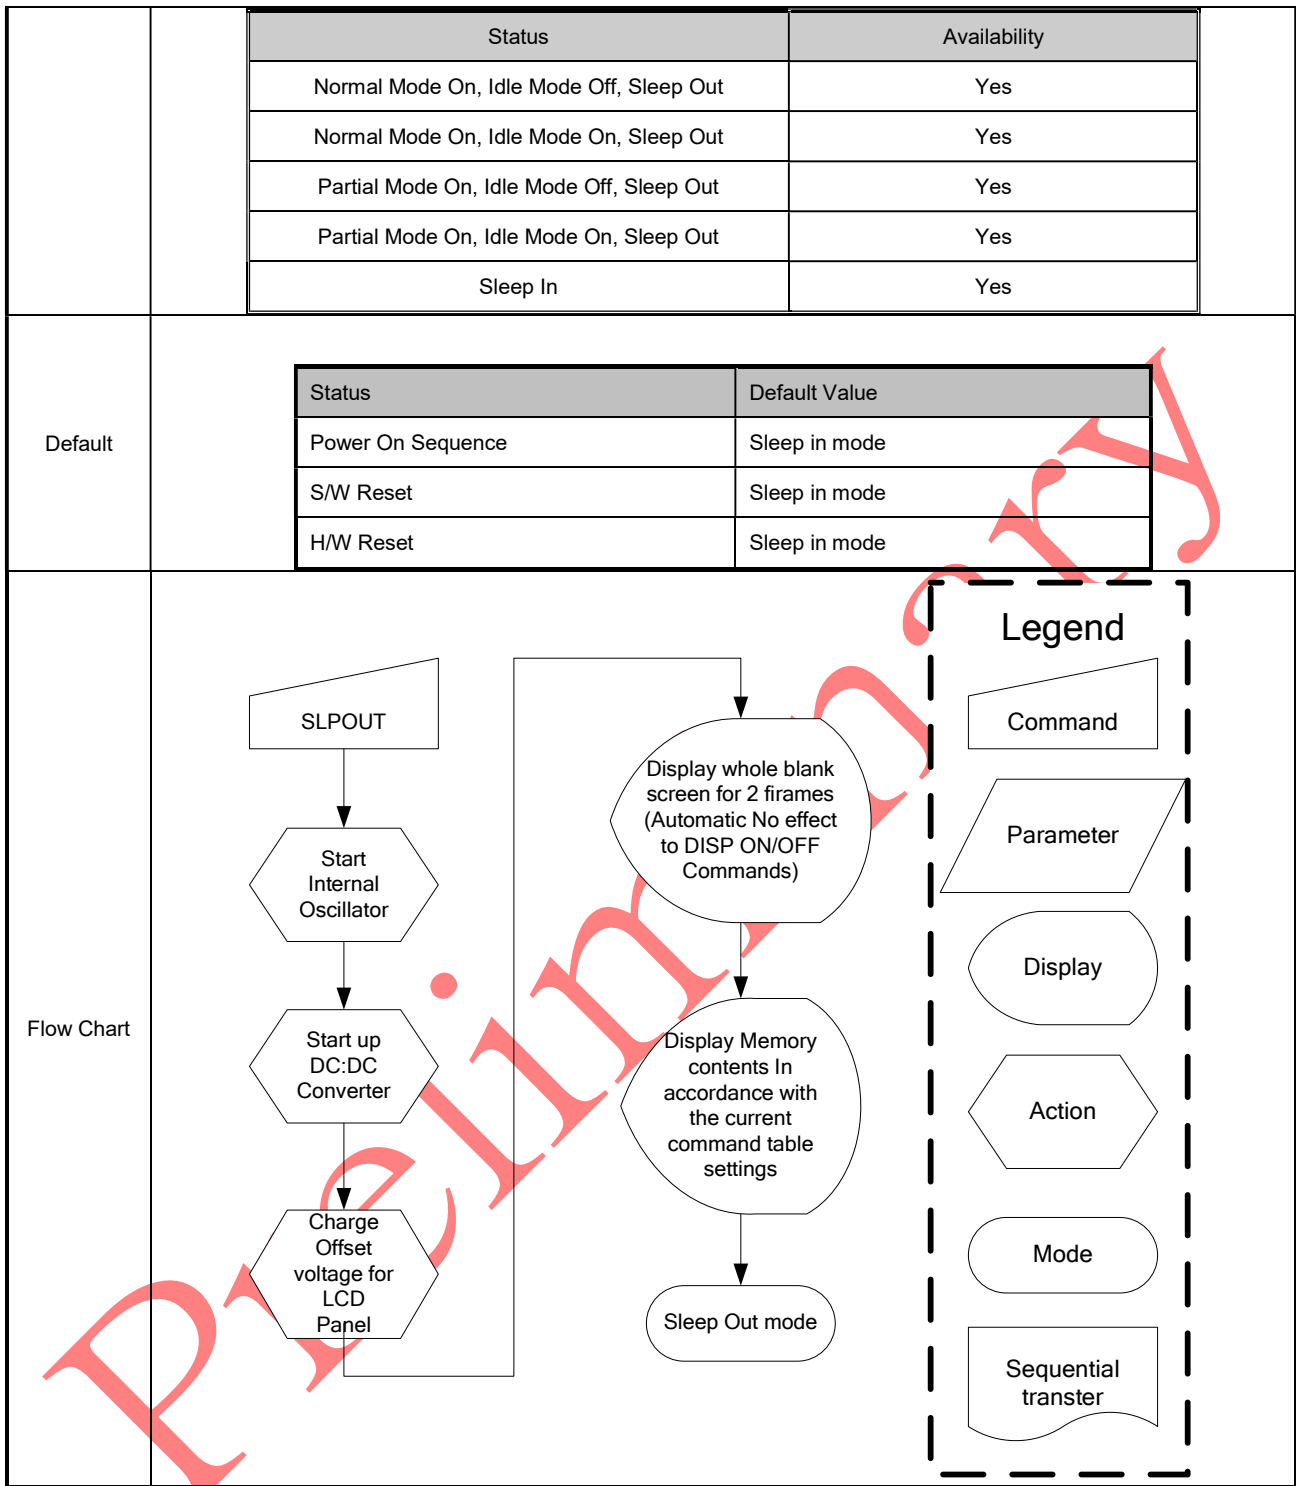 Status Availability
Normal Mode On, Idle Mode Off, Sleep Out Yes
Normal Mode On, Idle Mode On, Sleep Out Yes
Partial Mode On, Idle Mode Off, Sleep Out Yes
Partial Mode On, Idle Mode On, Sleep Out Yes
Sleep In Yes
Default
Status Default Value
Power On Sequence Sleep in mode
S/W Reset Sleep in mode
H/W Reset Sleep in mode
Flow Chart
SLPOUT
Start
Internal
Oscillator
Start up
DC:DC
Converter
Charge
Offset
voltage for
LCD
Panel
Display whole blank
screen for 2 firames
(Automatic No effect
to DISP ON/OFF
Commands)
Display Memory
contents In
accordance with
the current
command table
settings
Sleep Out mode
Legend
Command
Parameter
Display
Action
Mode
Sequential
transter